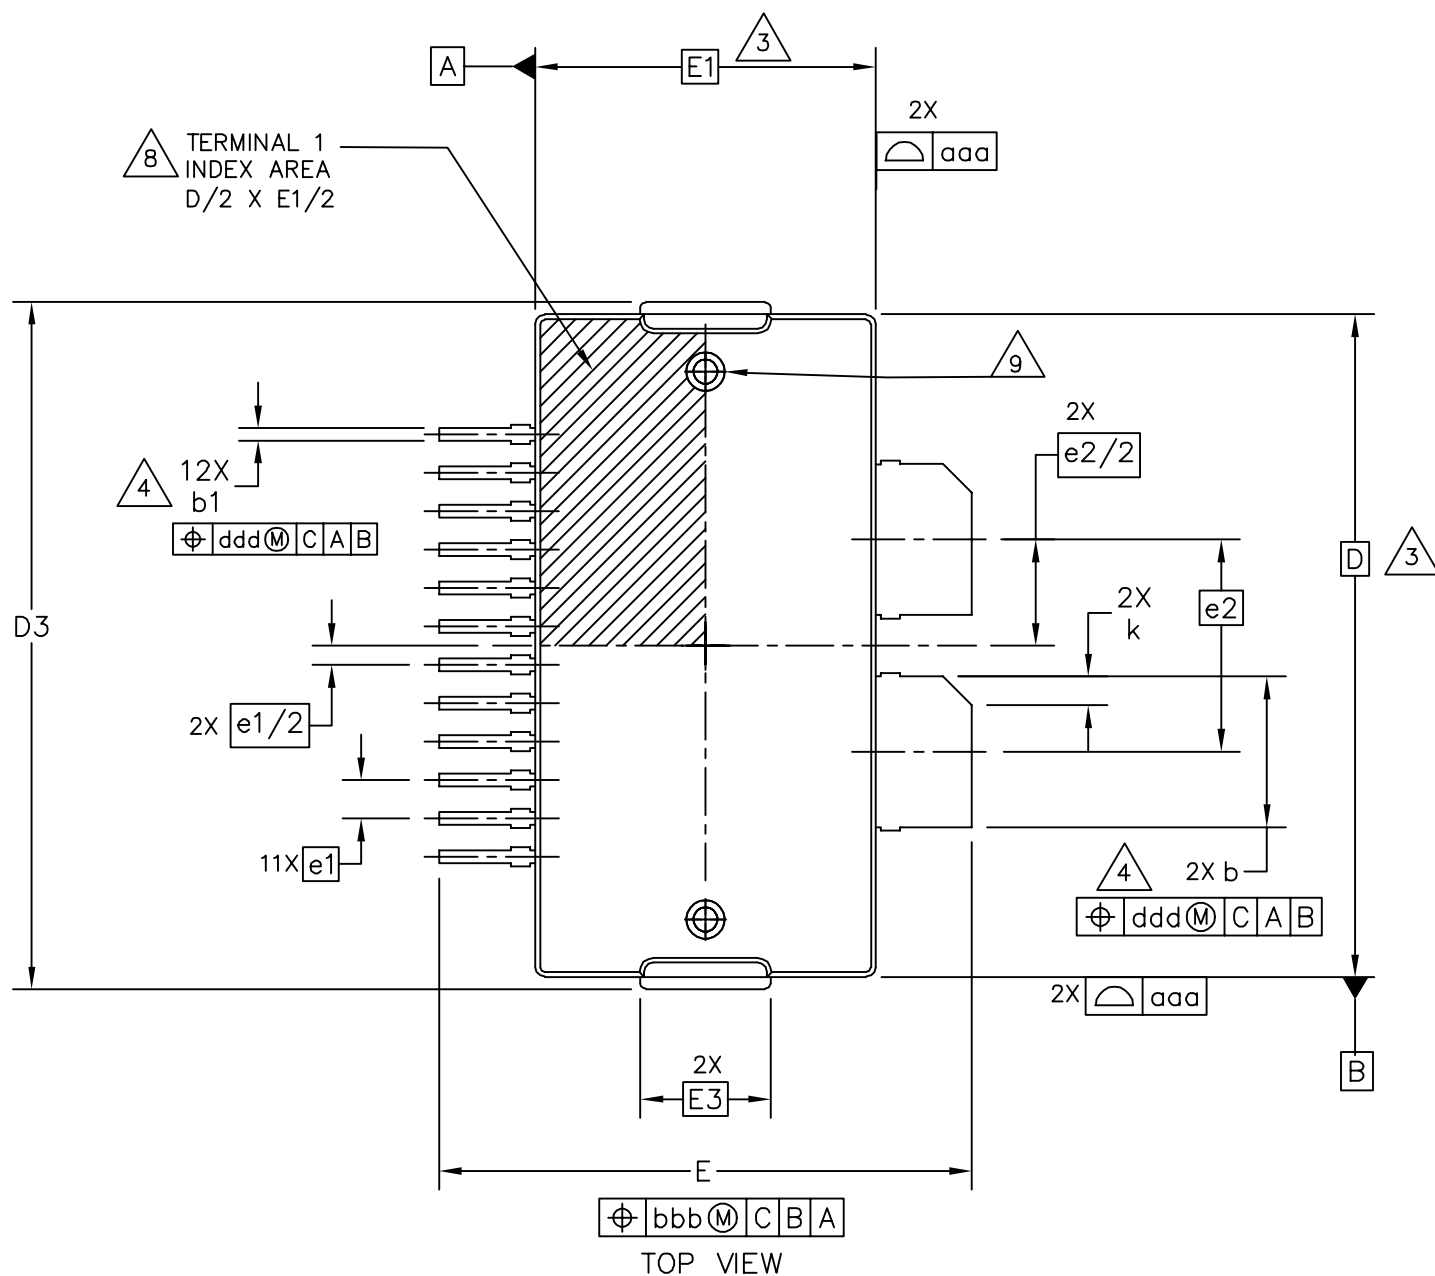 3
A
E1
2X
aaa
8
TERMINAL 1
INDEX AREA
D/2 X E1/2
9
2X
e2/2
4
12X
b1
ddd Ⓜ C A B
D
3
2X
k
e2
D3
2X e1/2
11X e1
4
2X b
ddd Ⓜ C A B
2X aaa
B
2X
E3
E
bbb Ⓜ C B A
TOP VIEW